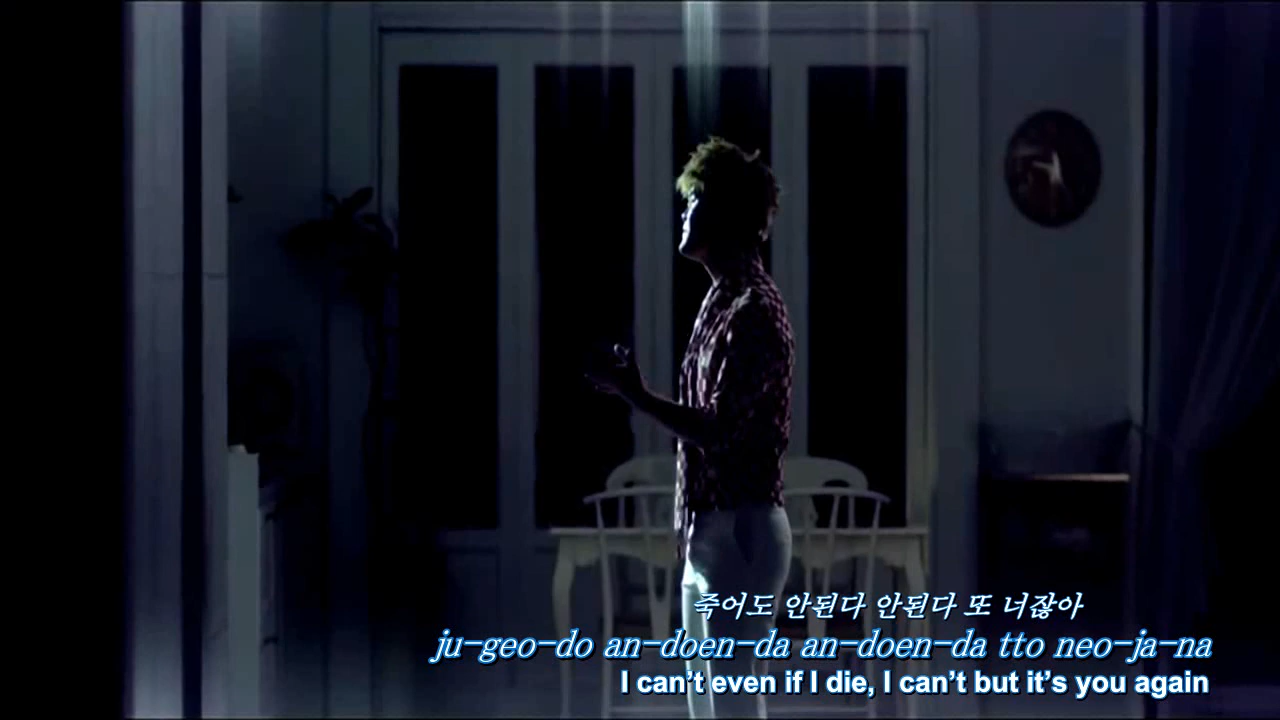 죽어도 안된다 안된다 또 너잖아
ju-geo-do an-doen-da an-doen-da tto neo-ja-na
I can't even if I die, I can't but it's you again